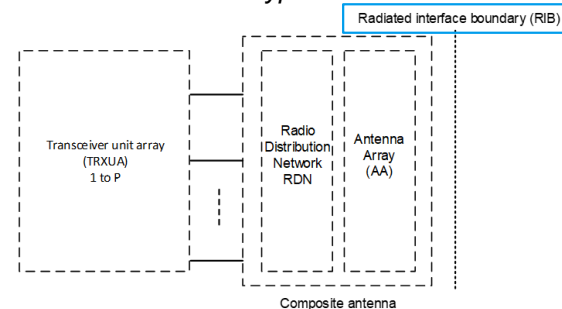 Radiated interface boundary (RIB)
Transceiver unit array
(TRXUA)
1 to P
Radio
Distribution
Network
RDN
Antenna
Array
(AA)
Composite antenna